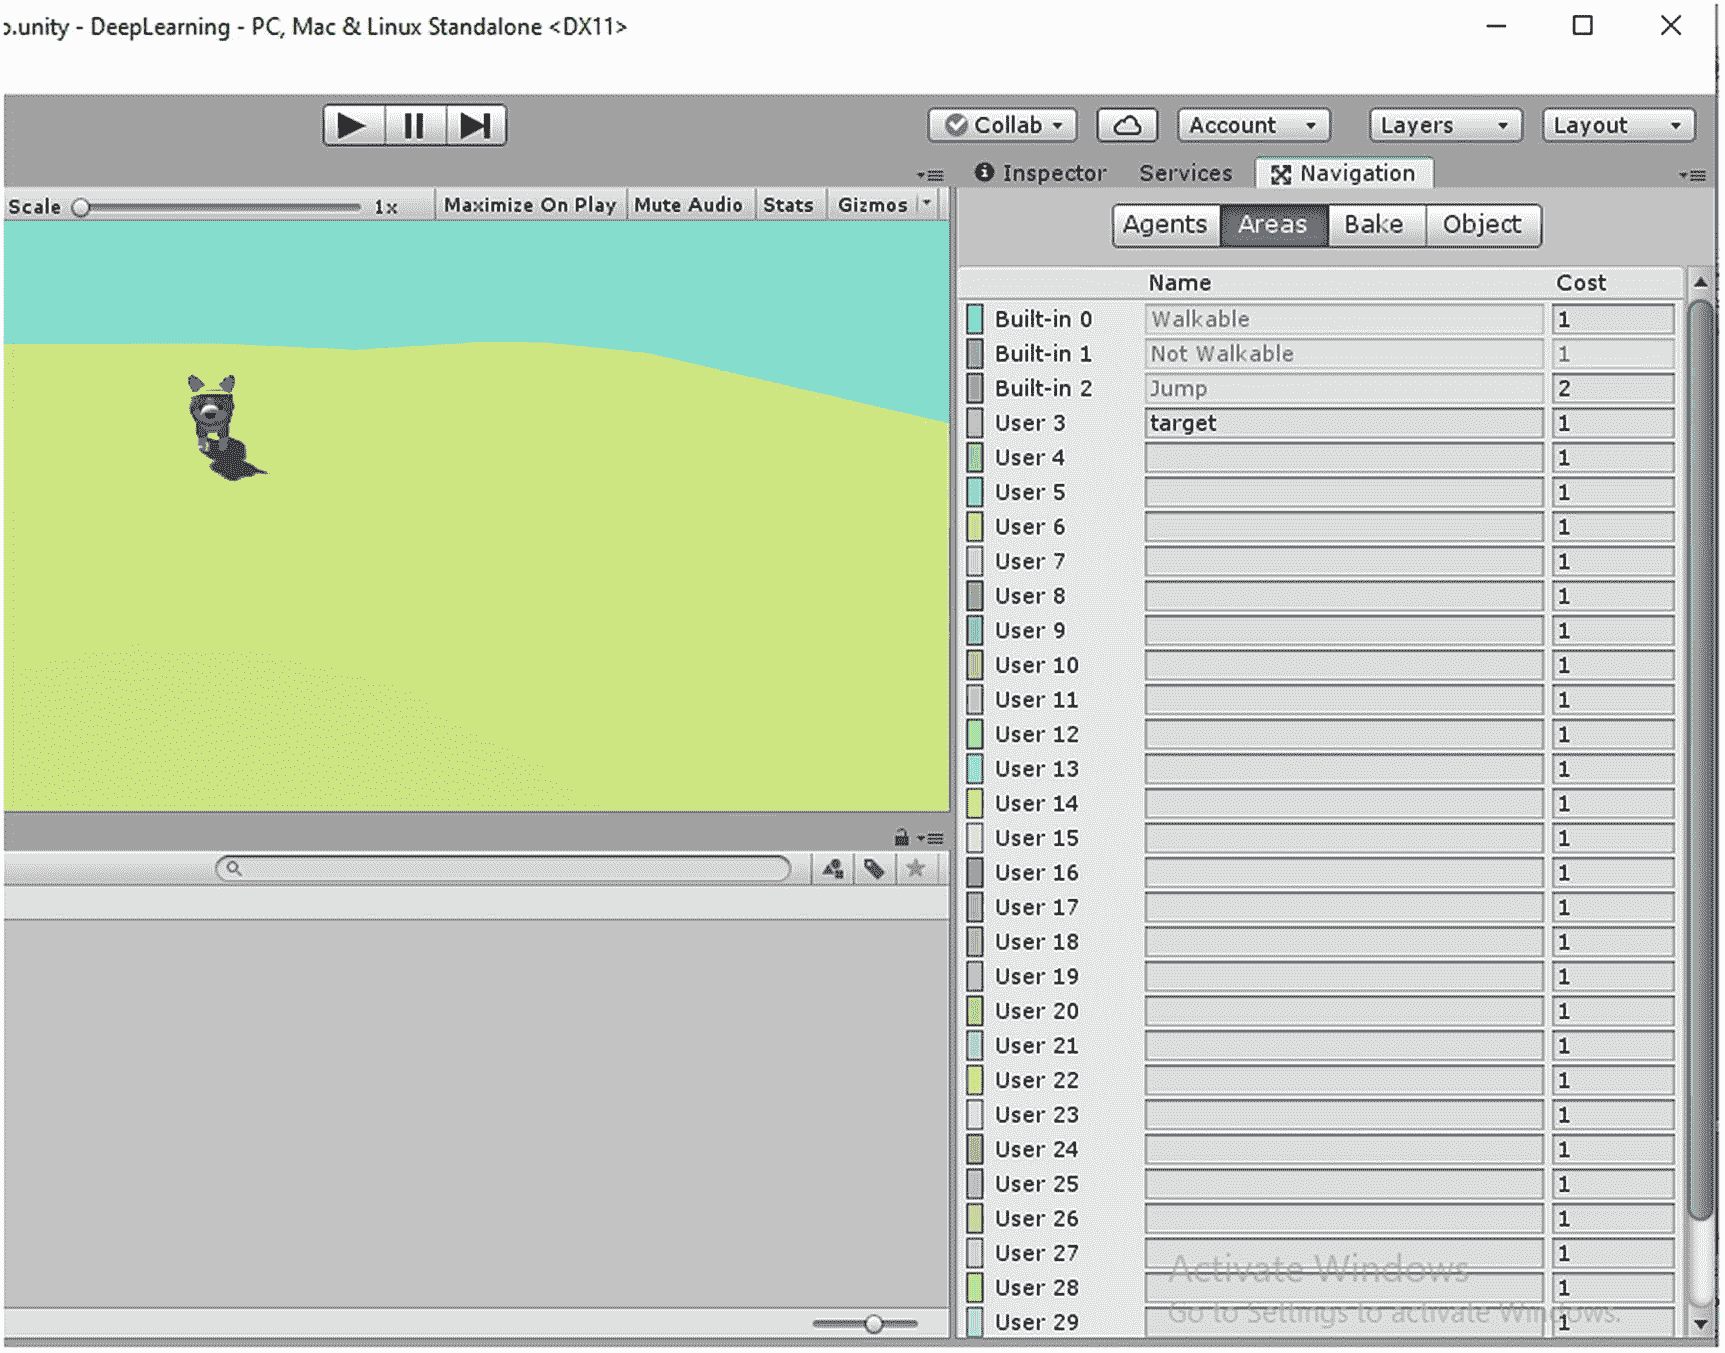 .unity - DeepLearning - PC, Mac & Linux Standalone <DX11>
Collab Account Layers Layout
Inspector Services Navigation
Scale 1x Maximize On Play Mute Audio Stats Gizmos
Agents Areas Bake Object
Name Cost
Built-in 0 Walkable 1
Built-in 1 Not Walkable 1
Built-in 2 Jump 2
User 3 target 1
User 4 1
User 5 1
User 6 1
User 7 1
User 8 1
User 9 1
User 10 1
User 11 1
User 12 1
User 13 1
User 14 1
User 15 1
User 16 1
User 17 1
User 18 1
User 19 1
User 20 1
User 21 1
User 22 1
User 23 1
User 24 1
User 25 1
User 26 1
User 27 1
Activate Windows
User 28 1
Go to Settings to activate Windows.
User 29 1